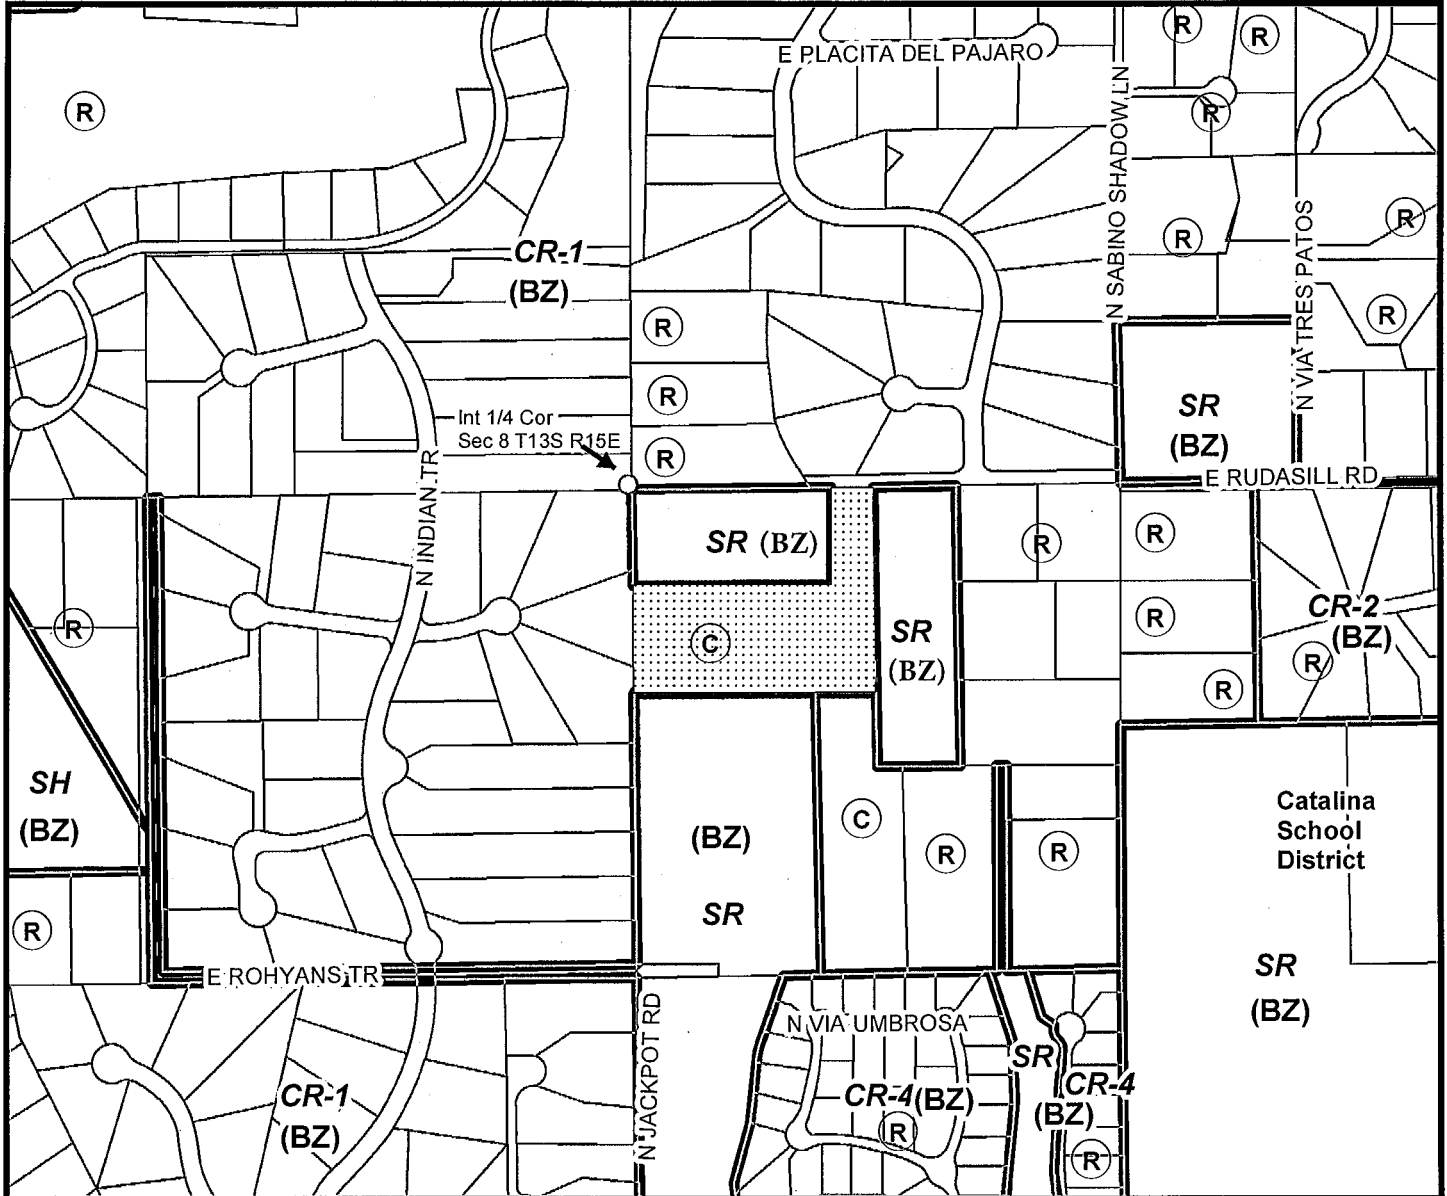 R
R
E PLACITA DEL PAJARO
R
R
N SABINO SHADOW LN
R
R
N VIA TRES PATOS
CR-1
(BZ)
R
R
R
SR
(BZ)
Int 1/4 Cor
Sec 8 T13S R15E
R
E RUDASILL RD
N INDIAN TR
SR (BZ)
R
R
CR-2
(BZ)
R
R
C
SR
(BZ)
R
R
SH
(BZ)
(BZ)
SR
C
R
R
Catalina
School
District
R
SR
(BZ)
E ROHYANS TR
N JACKPOT RD
N VIA UMBROSA
SR
CR-1
(BZ)
CR-4 (BZ)
R
CR-4
(BZ)
R